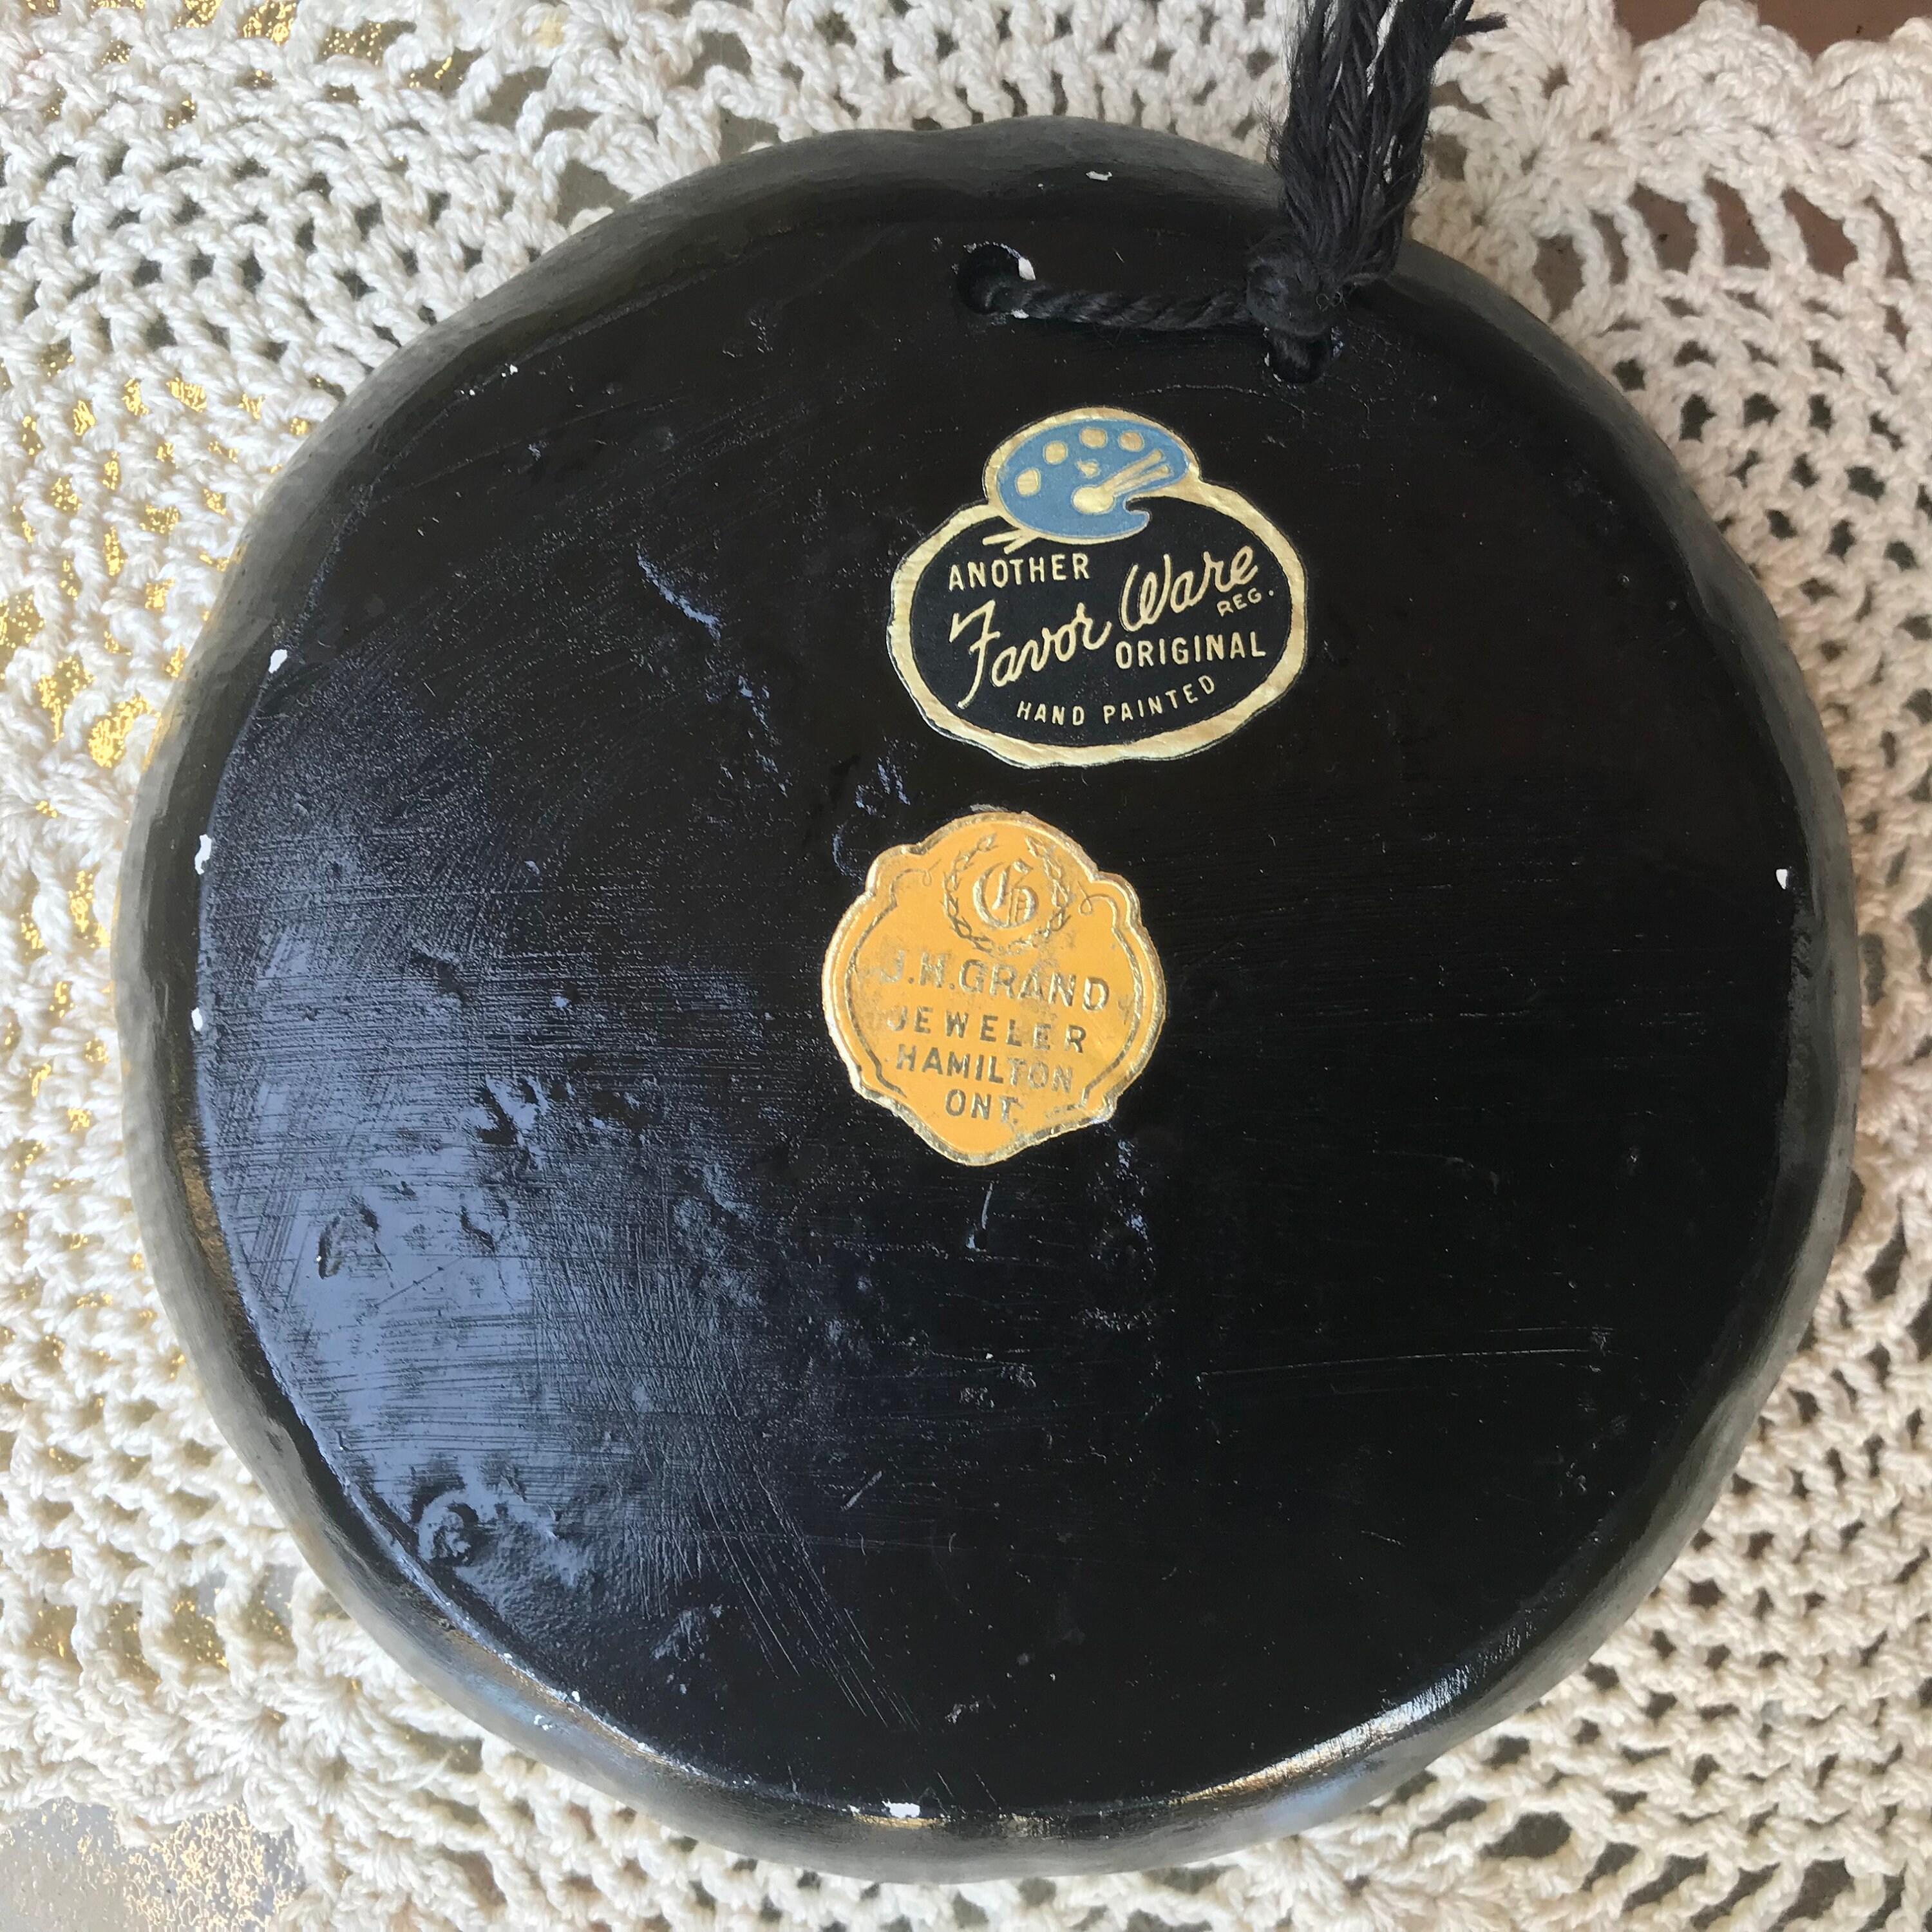 ANOTHER
Favor Ware
REG.
ORIGINAL
HAND PAINTED
G
J.H. GRAND
JEWELER
HAMILTON
ONT.